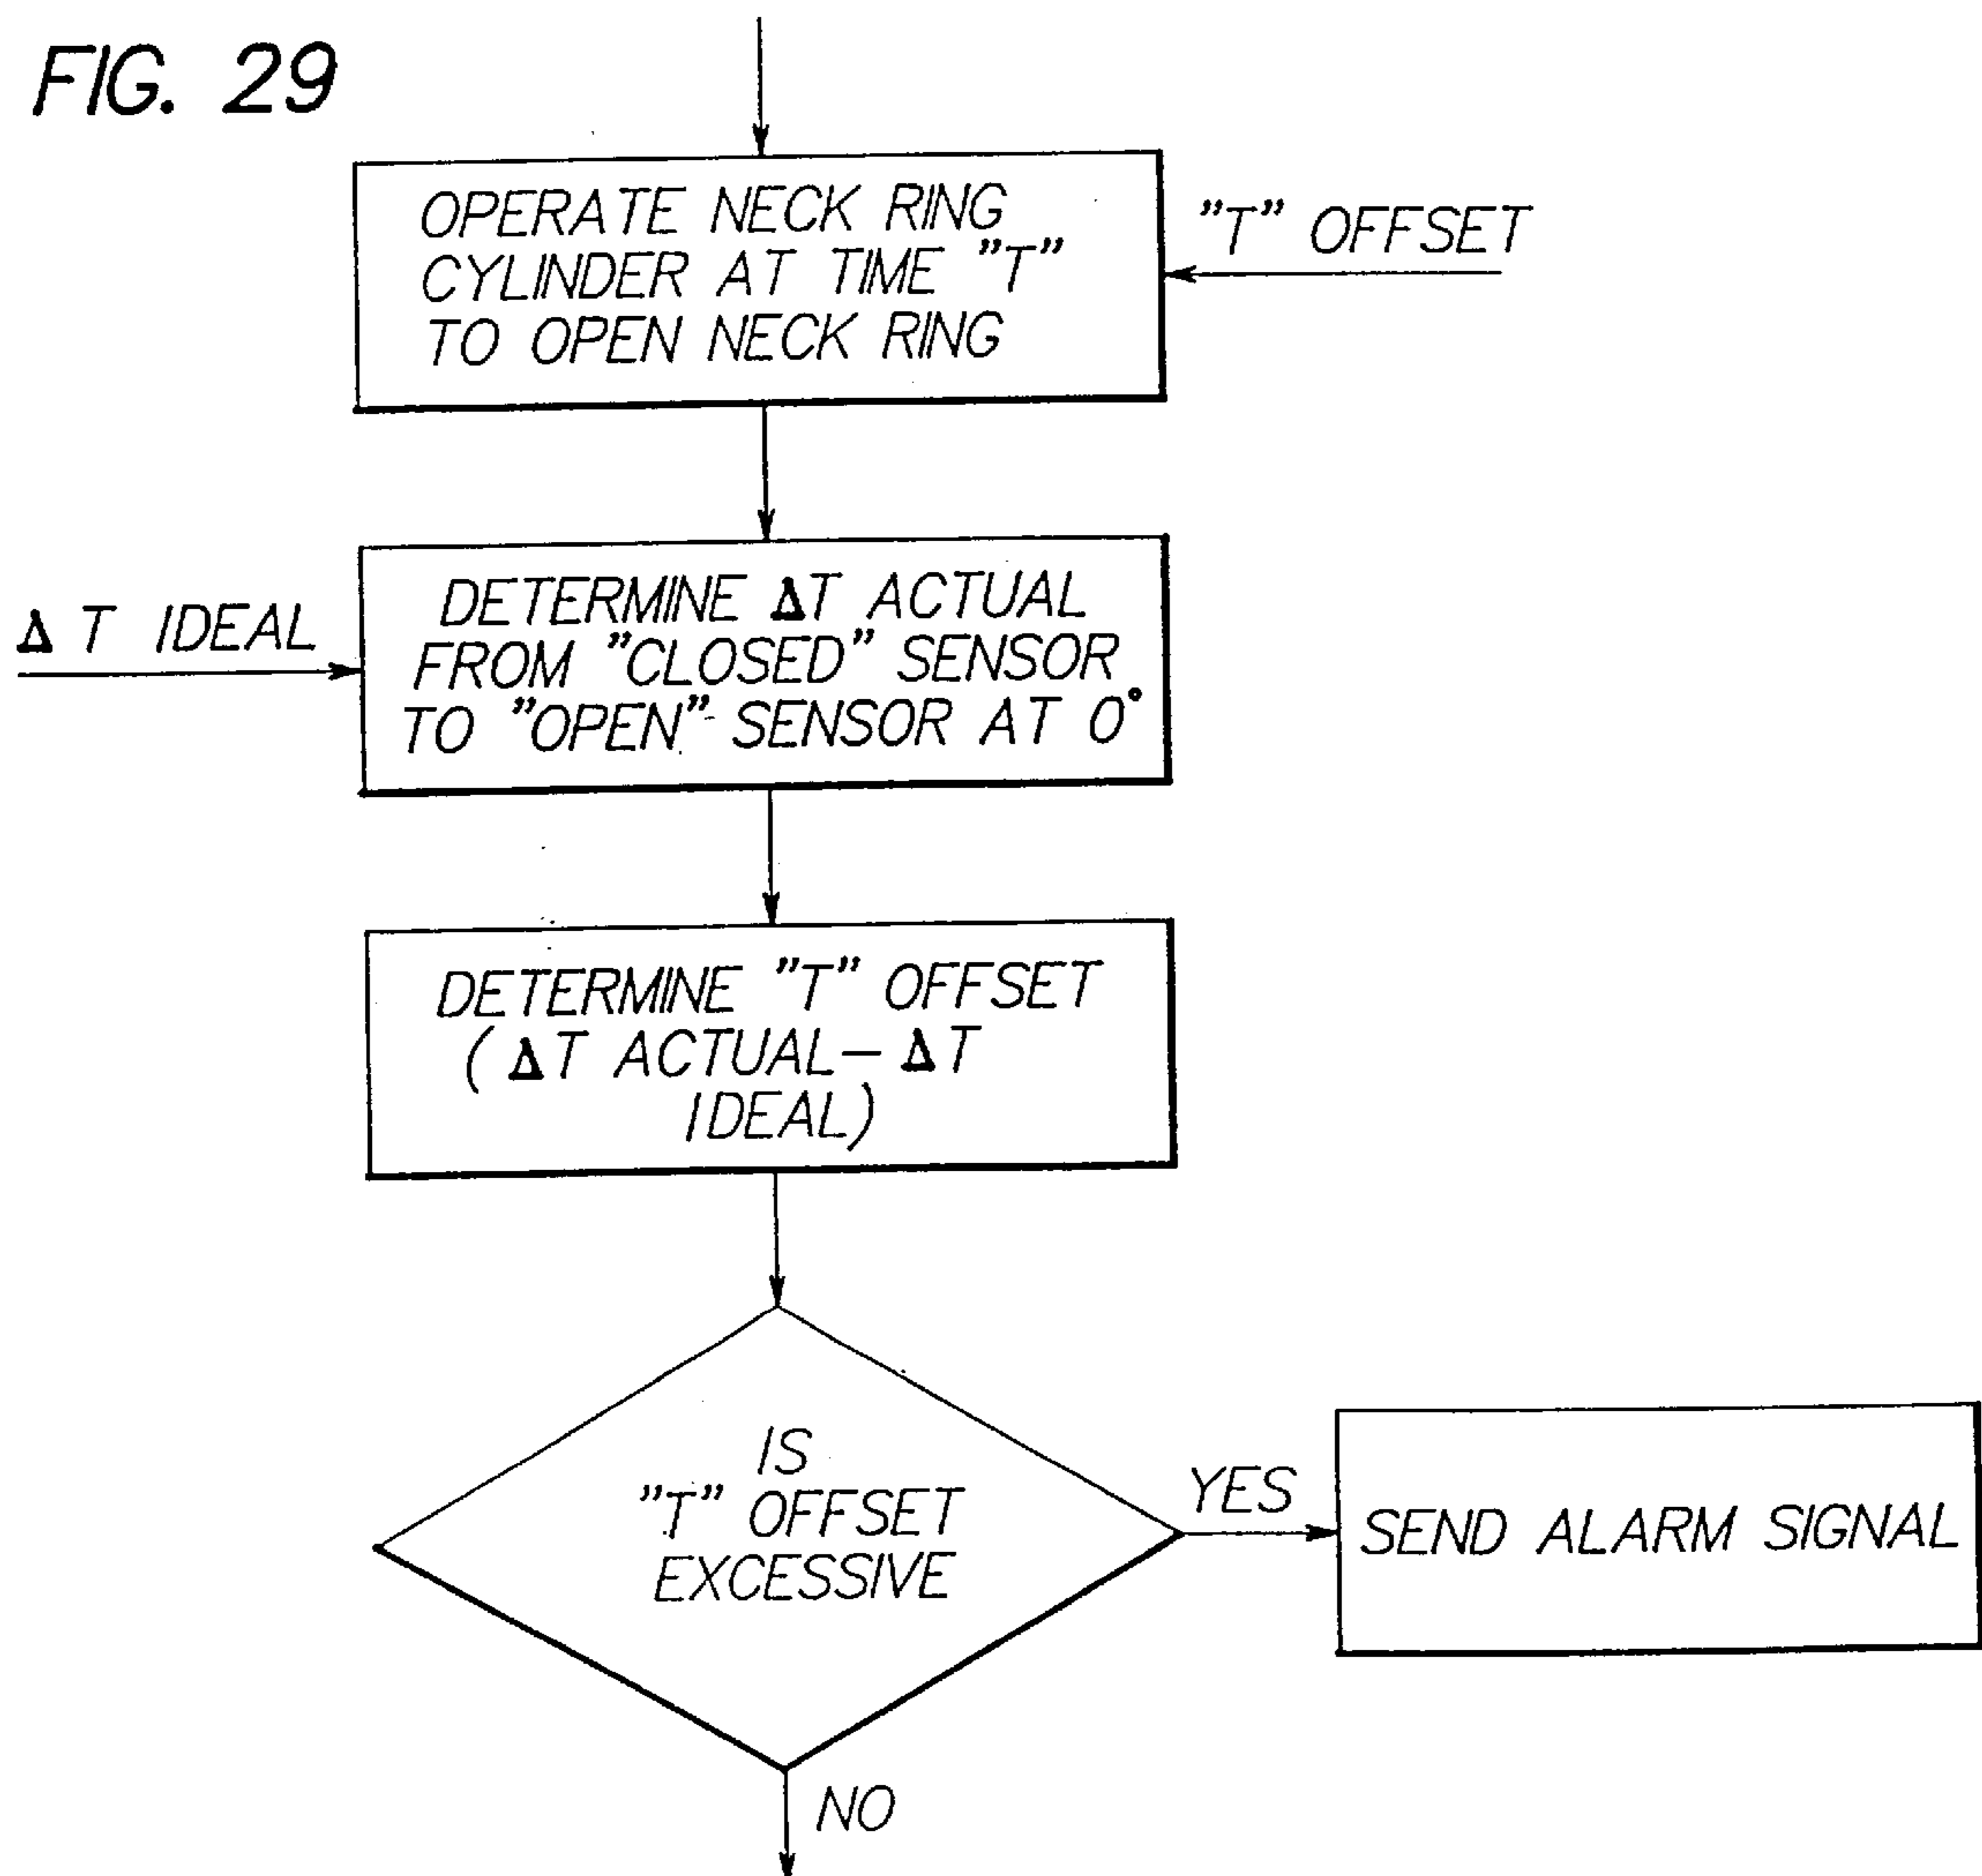 FIG. 29
OPERATE NECK RING
CYLINDER AT TIME "T"
TO OPEN NECK RING
"T" OFFSET
Δ T IDEAL
DETERMINE ΔT ACTUAL
FROM "CLOSED" SENSOR
TO "OPEN" SENSOR AT 0°
DETERMINE "T" OFFSET
(ΔT ACTUAL— ΔT
IDEAL)
IS
"T" OFFSET
EXCESSIVE
YES
SEND ALARM SIGNAL
NO